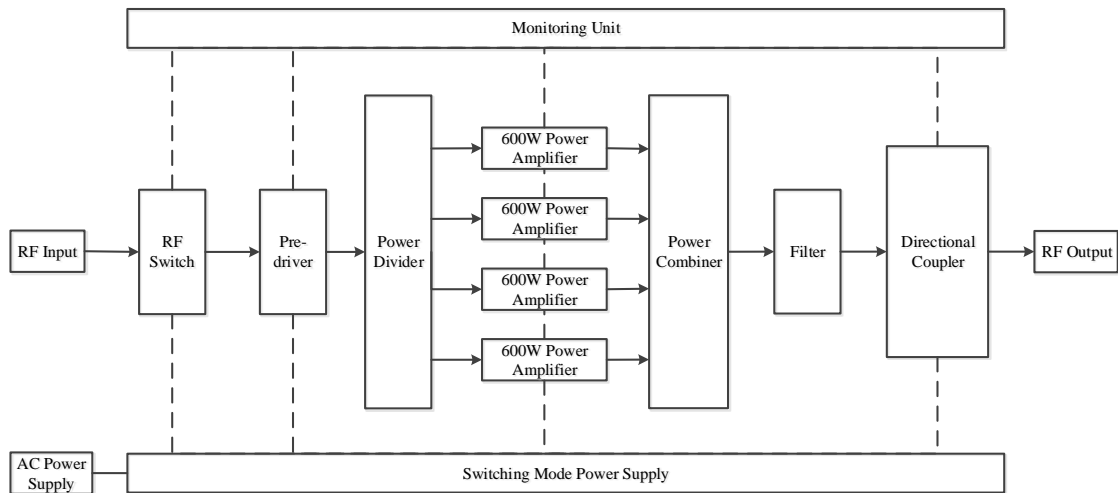 Monitoring Unit
600W Power
Amplifier
600W Power
Amplifier
RF Input
RF
Switch
Pre-
driver
Power
Divider
Power
Combiner
Filter
Directional
Coupler
RF Output
600W Power
Amplifier
600W Power
Amplifier
AC Power
Supply
Switching Mode Power Supply